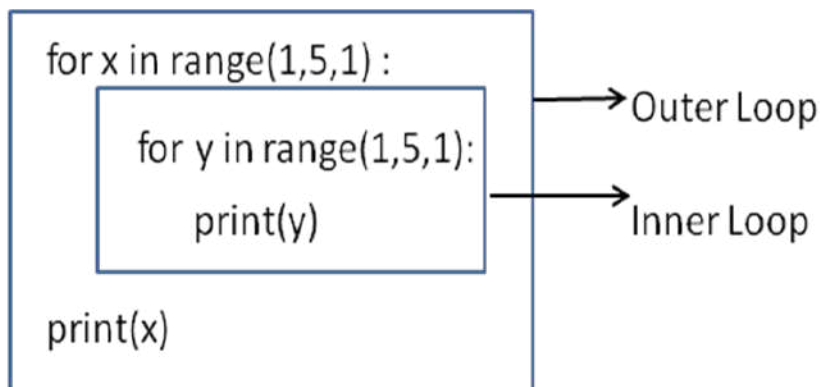 for x in range(1,5,1) :
Outer Loop
for y in range(1,5,1):
print(y)
Inner Loop
print(x)